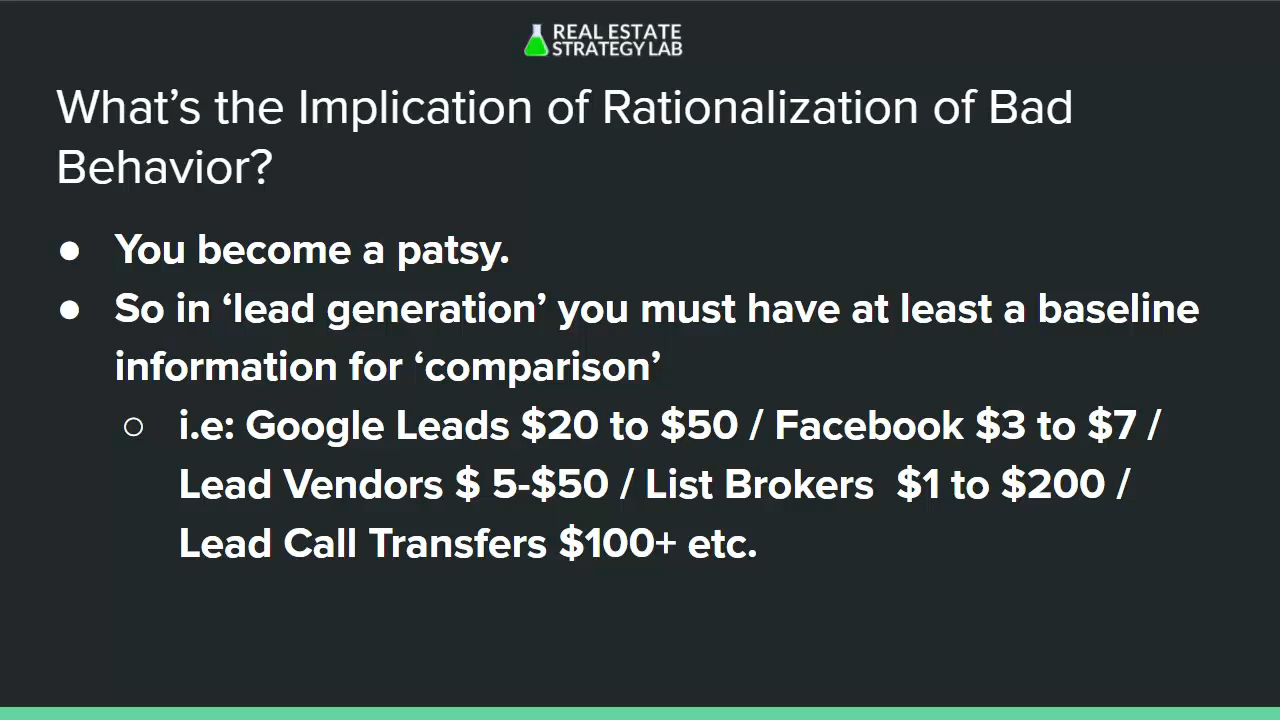 REAL ESTATE
STRATEGY LAB
What’s the Implication of Rationalization of Bad
Behavior?
● You become a patsy.
● So in ‘lead generation’ you must have at least a baseline
information for ‘comparison’
○ i.e: Google Leads $20 to $50 / Facebook $3 to $7 /
Lead Vendors $ 5-$50 / List Brokers  $1 to $200 /
Lead Call Transfers $100+ etc.